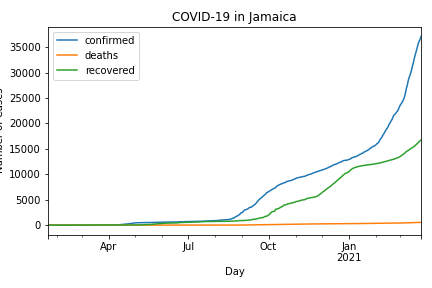 COVID-19 in Jamaica
confirmed
deaths
recovered
35000
30000
25000
20000
15000
10000
5000
0
Apr
Jul
Oct
Jan
2021
Day